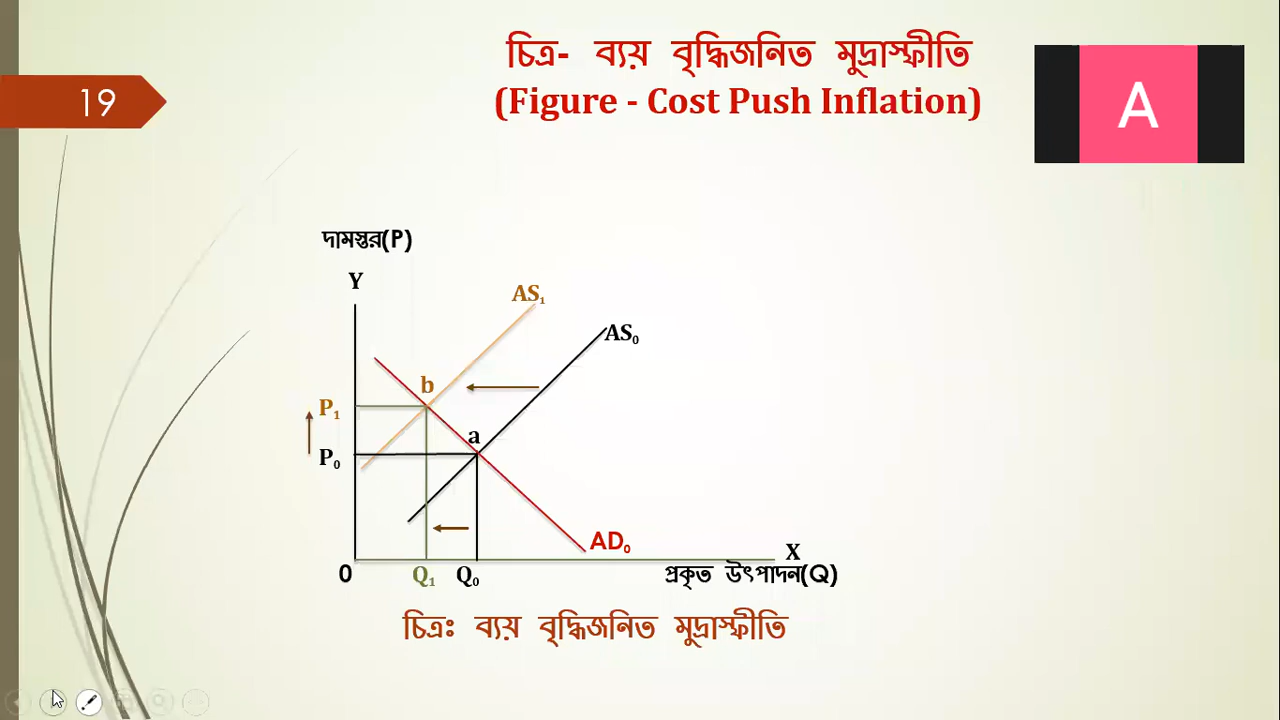 চিত্র- ব্যয় বৃদ্ধিজনিত মুদ্রাস্ফীতি
(Figure - Cost Push Inflation)
19
A
দামস্তর(P)
Y
AS₁
AS₀
b
P₁
a
P₀
AD₀
X
0
Q₁
Q₀
প্রকৃত উৎপাদন(Q)
চিত্রঃ ব্যয় বৃদ্ধিজনিত মুদ্রাস্ফীতি